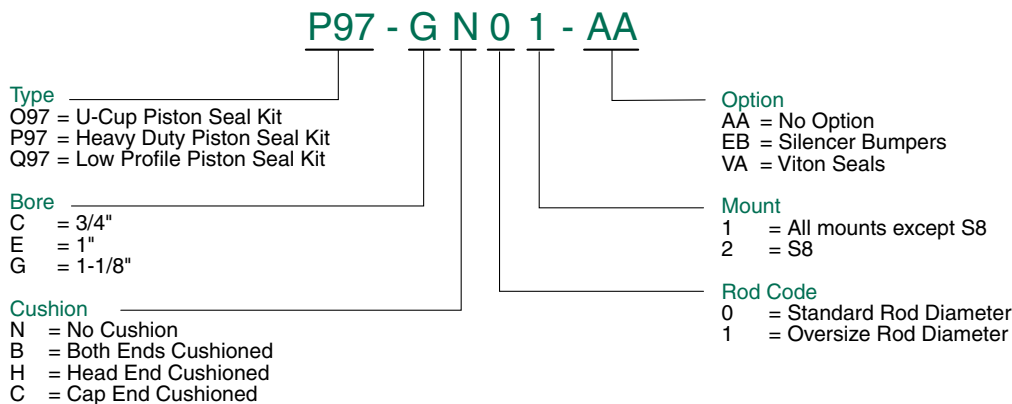 P97 - G N 0 1 - AA
Type
O97 = U-Cup Piston Seal Kit
P97 = Heavy Duty Piston Seal Kit
Q97 = Low Profile Piston Seal Kit
Bore
C = 3/4"
E = 1"
G = 1-1/8"
Cushion
N = No Cushion
B = Both Ends Cushioned
H = Head End Cushioned
C = Cap End Cushioned
Option
AA = No Option
EB = Silencer Bumpers
VA = Viton Seals
Mount
1 = All mounts except S8
2 = S8
Rod Code
0 = Standard Rod Diameter
1 = Oversize Rod Diameter